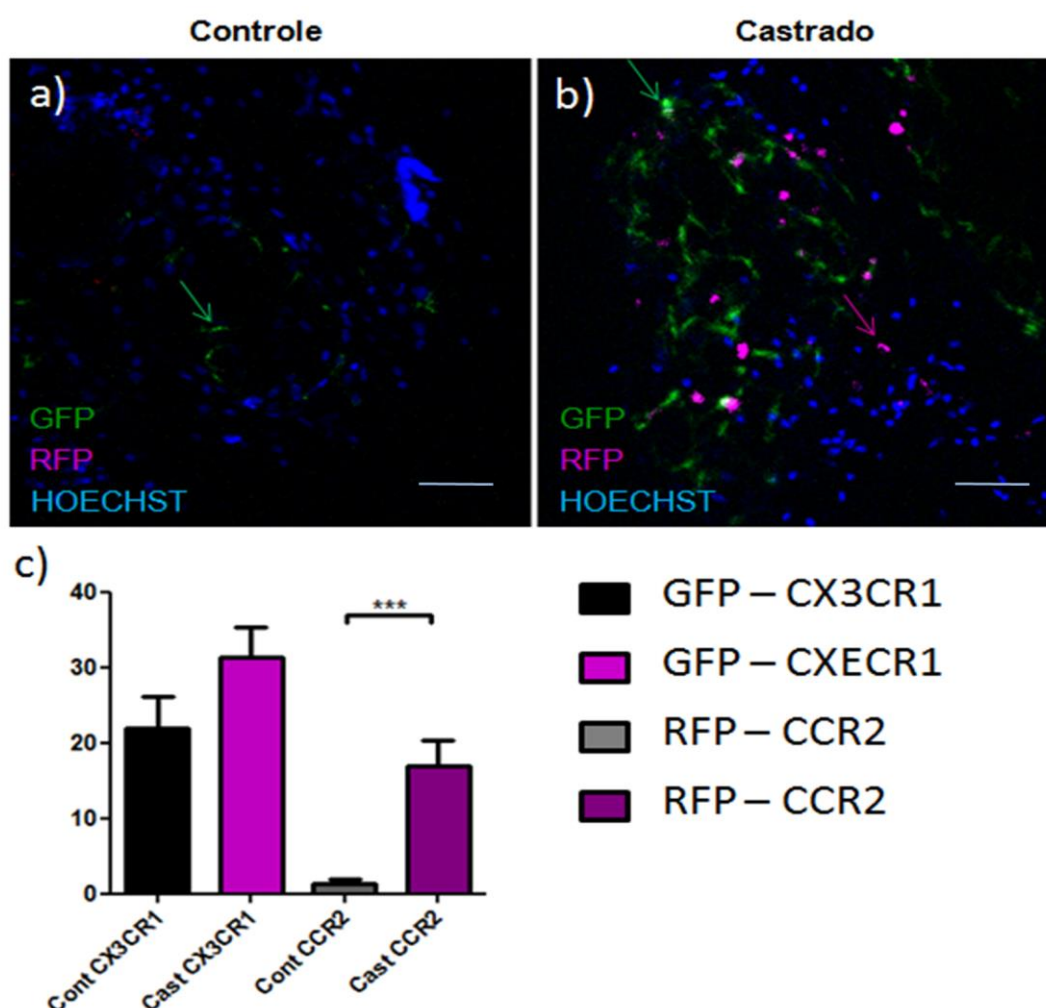 Controle
Castrado
a)
GFP
RFP
HOECHST
b)
GFP
RFP
HOECHST
c)
40
30
20
10
0
***
Cont CX3CR1
Cast CX3CR1
Cont CCR2
Cast CCR2
GFP – CX3CR1
GFP – CXECR1
RFP – CCR2
RFP – CCR2